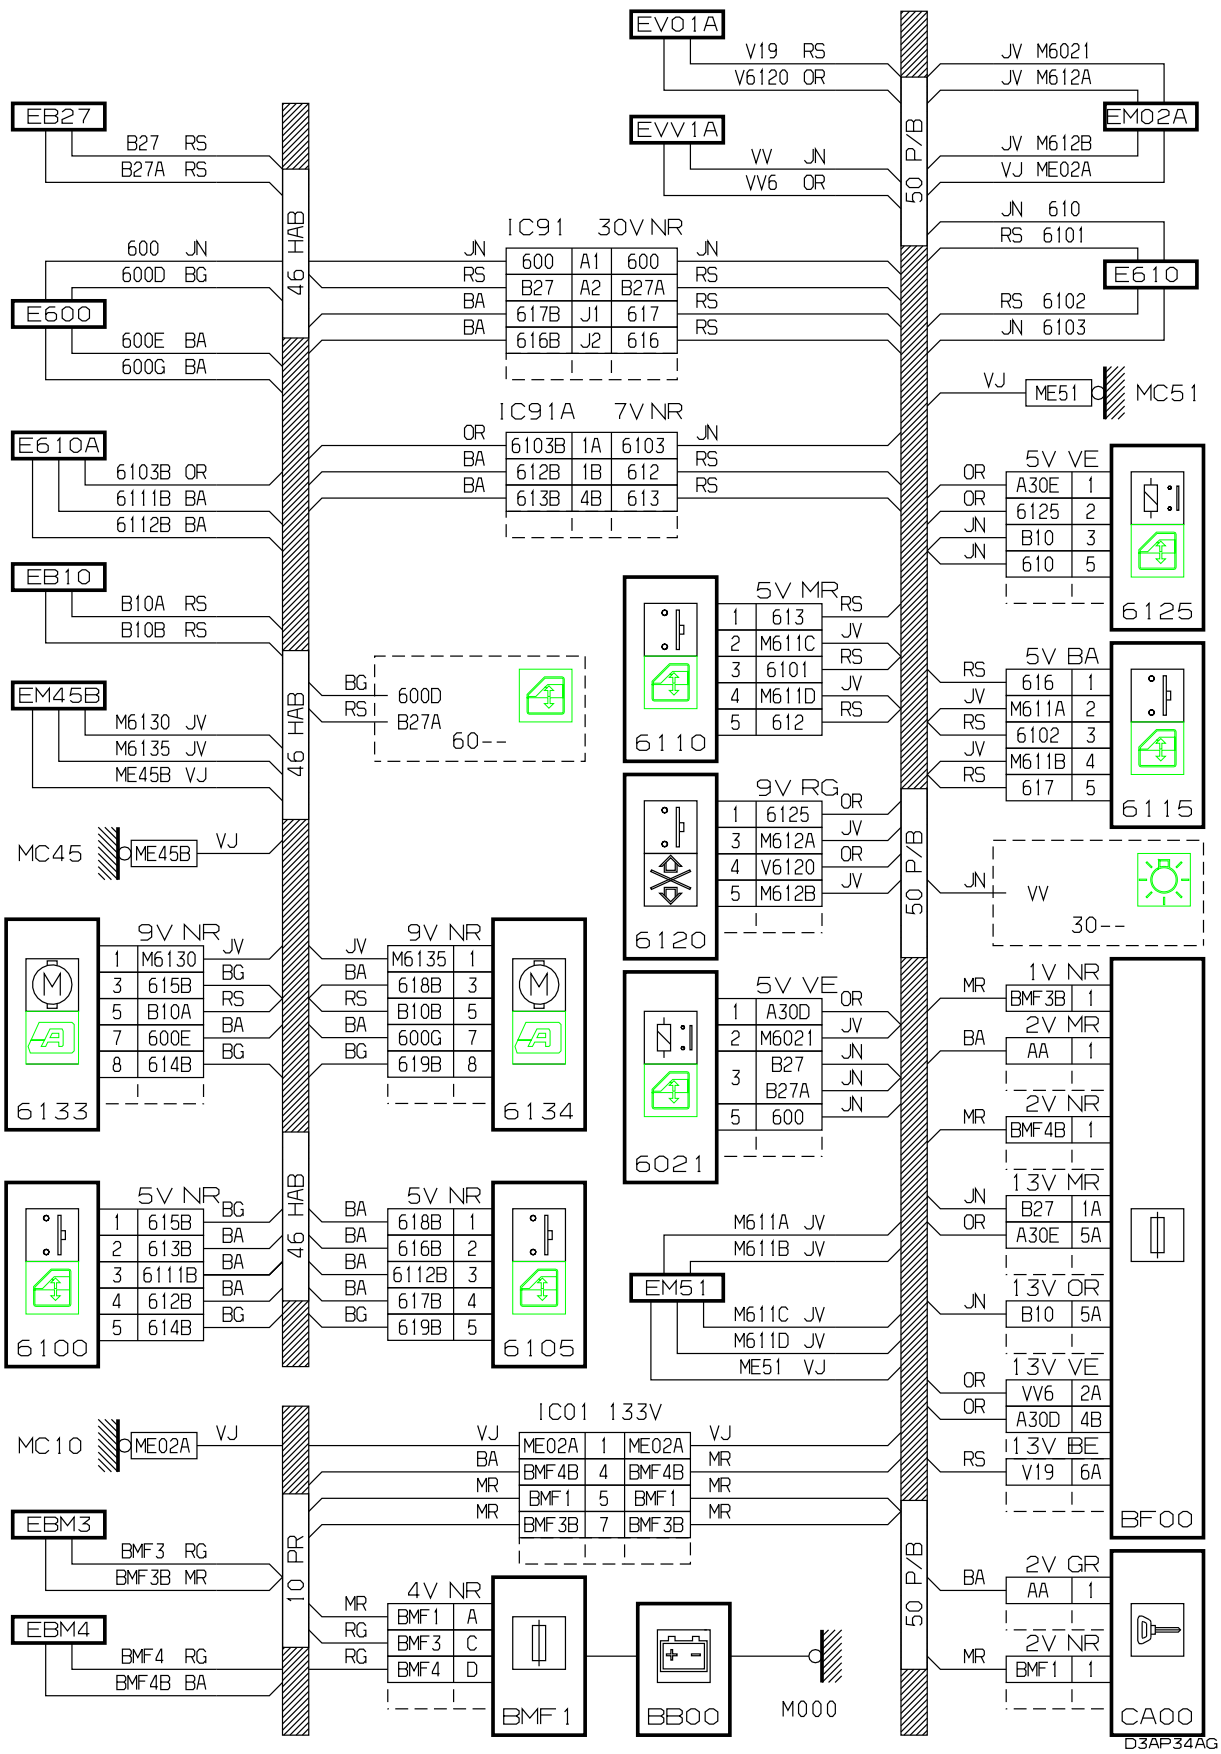 EV01A
V19 RS
V6120 OR
JV M6021
JV M612A
EM02A
JV M612B
VJ ME02A
EVV1A
VV JN
VV6 OR
50 P/B
EB27
B27 RS
B27A RS
46 HAB
600 JN
600D BG
E600
600E BA
600G BA
IC91 30V NR
JN 600 A1 600 JN
RS B27 A2 B27A RS
BA 617B J1 617 RS
BA 616B J2 616 RS
JN 610
RS 6101
E610
RS 6102
JN 6103
VJ ME51 MC51
IC91A 7V NR
OR 6103B 1A 6103 JN
BA 612B 1B 612 RS
BA 613B 4B 613 RS
E610A
6103B OR
6111B BA
6112B BA
5V VE
OR A30E 1
OR 6125 2
JN B10 3
JN 610 5
6125
EB10
B10A RS
B10B RS
46 HAB
BG 600D
RS B27A
60--
5V MR
1 613 RS
2 M611C JV
3 6101 RS
4 M611D JV
5 612 RS
6110
5V BA
RS 616 1
JV M611A 2
RS 6102 3
JV M611B 4
RS 617 5
6115
EM45B
M6130 JV
M6135 JV
ME45B VJ
MC45 ME45B VJ
9V RG
1 6125 OR
3 M612A JV
4 V6120 OR
5 M612B JV
6120
50 P/B
JN VV
30--
9V NR
1 M6130 JV
3 615B BG
5 B10A RS
7 600E BA
8 614B BG
6133
9V NR
JV M6135 1
BA 618B 3
RS B10B 5
BA 600G 7
BG 619B 8
6134
M
M
A
A
5V VE
1 A30D OR
2 M6021 JV
3 B27 JN
B27A JN
5 600 JN
6021
1V NR
MR BMF3B 1
2V MR
BA AA 1
2V NR
MR BMF4B 1
13V MR
JN B27 1A
OR A30E 5A
13V OR
JN B10 5A
13V VE
OR VV6 2A
OR A30D 4B
13V BE
RS V19 6A
BF00
46 HAB
5V NR
1 615B BG
2 613B BA
3 6111B BA
4 612B BA
5 614B BG
6100
5V NR
BA 618B 1
BA 616B 2
BA 6112B 3
BA 617B 4
BG 619B 5
6105
M611A JV
M611B JV
EM51
M611C JV
M611D JV
ME51 VJ
IC01 133V
VJ ME02A 1 ME02A VJ
BA BMF4B 4 BMF4B MR
MR BMF1 5 BMF1 MR
MR BMF3B 7 BMF3B MR
MC10 ME02A VJ
EBM3
BMF3 RG
BMF3B MR
10 PR
EBM4
BMF4 RG
BMF4B BA
4V NR
MR BMF1 A
RG BMF3 C
RG BMF4 D
BMF1
+ -
BB00
M000
50 P/B
2V GR
BA AA 1
2V NR
MR BMF1 1
CA00
D3AP34AG